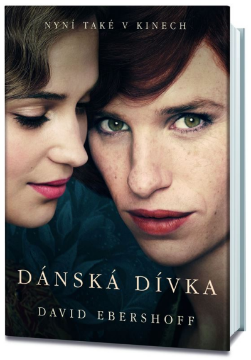 NYNÍ TAKÉ V KINECH
DÁNSKÁ DÍVKA
DAVID EBERSHOFF